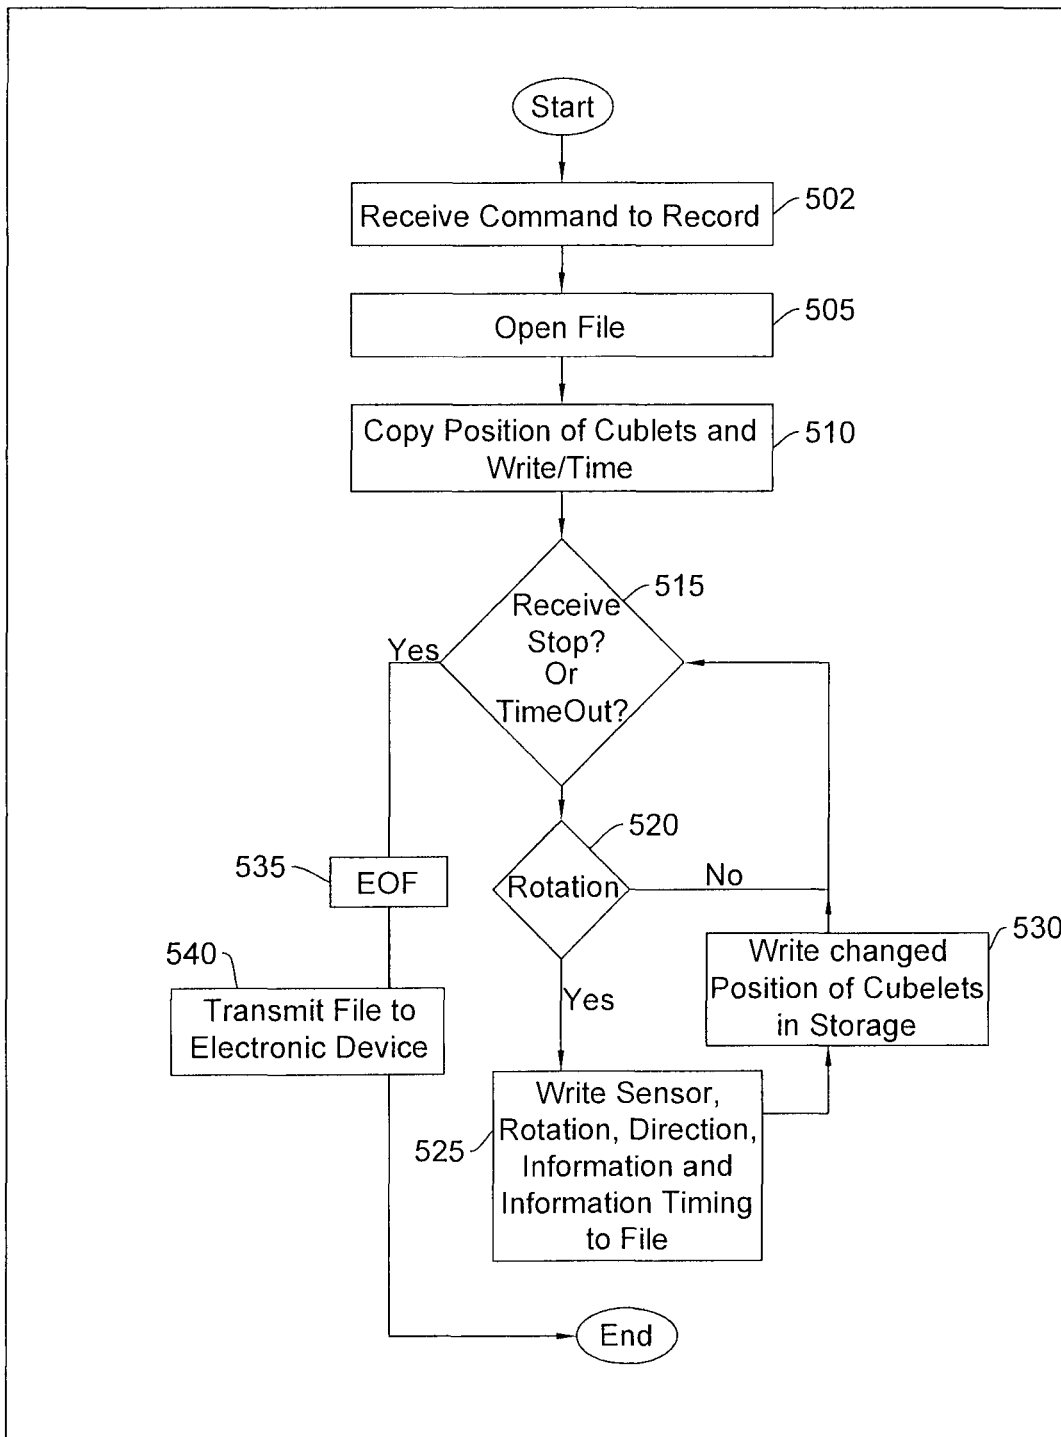 Start
Receive Command to Record
502
Open File
505
Copy Position of Cublets and
Write/Time
510
Receive
Stop?
Or
TimeOut?
515
Yes
Rotation
520
No
Yes
Write Sensor,
Rotation, Direction,
Information and
Information Timing
to File
525
Write changed
Position of Cubelets
in Storage
530
535
EOF
540
Transmit File to
Electronic Device
End